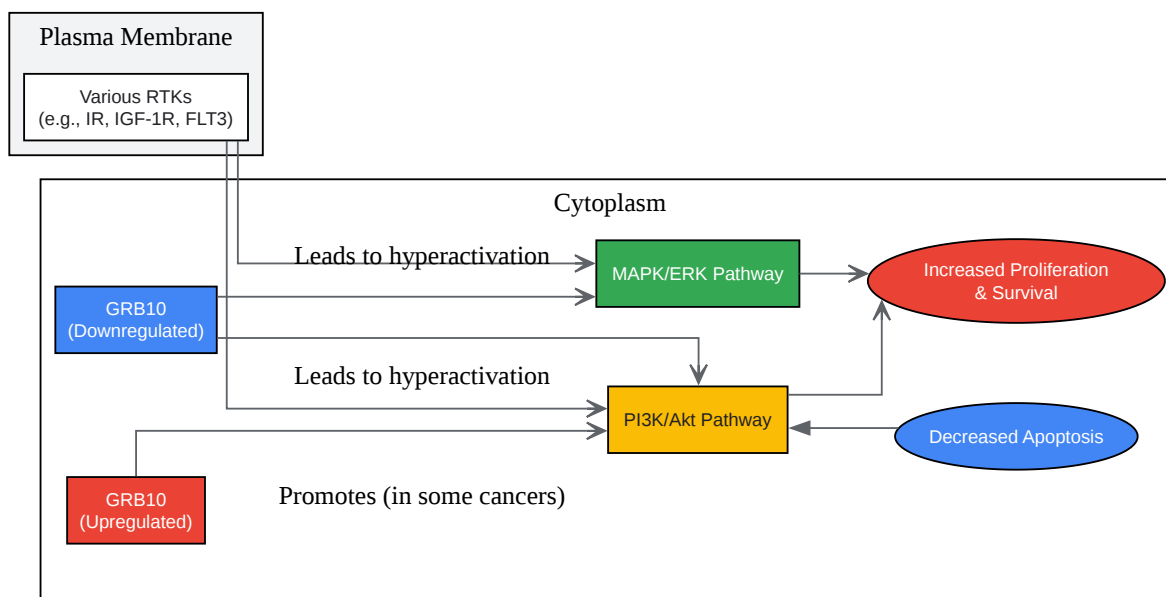 Plasma Membrane
Various RTKs
(e.g., IR, IGF-1R, FLT3)
Cytoplasm
Leads to hyperactivation
MAPK/ERK Pathway
Increased Proliferation
& Survival
GRB10
(Downregulated)
Leads to hyperactivation
PI3K/Akt Pathway
Decreased Apoptosis
GRB10
(Upregulated)
Promotes (in some cancers)